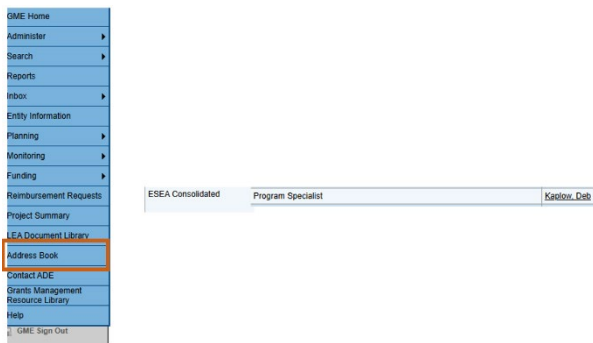 GME Home
Administer
Search
Reports
Inbox
Entity Information
Planning
Monitoring
Funding
Reimbursement Requests
Project Summary
LEA Document Library
Address Book
Contact ADE
Grants Management
Resource Library
Help
GME Sign Out
ESEA Consolidated Program Specialist Kaplow, Deb